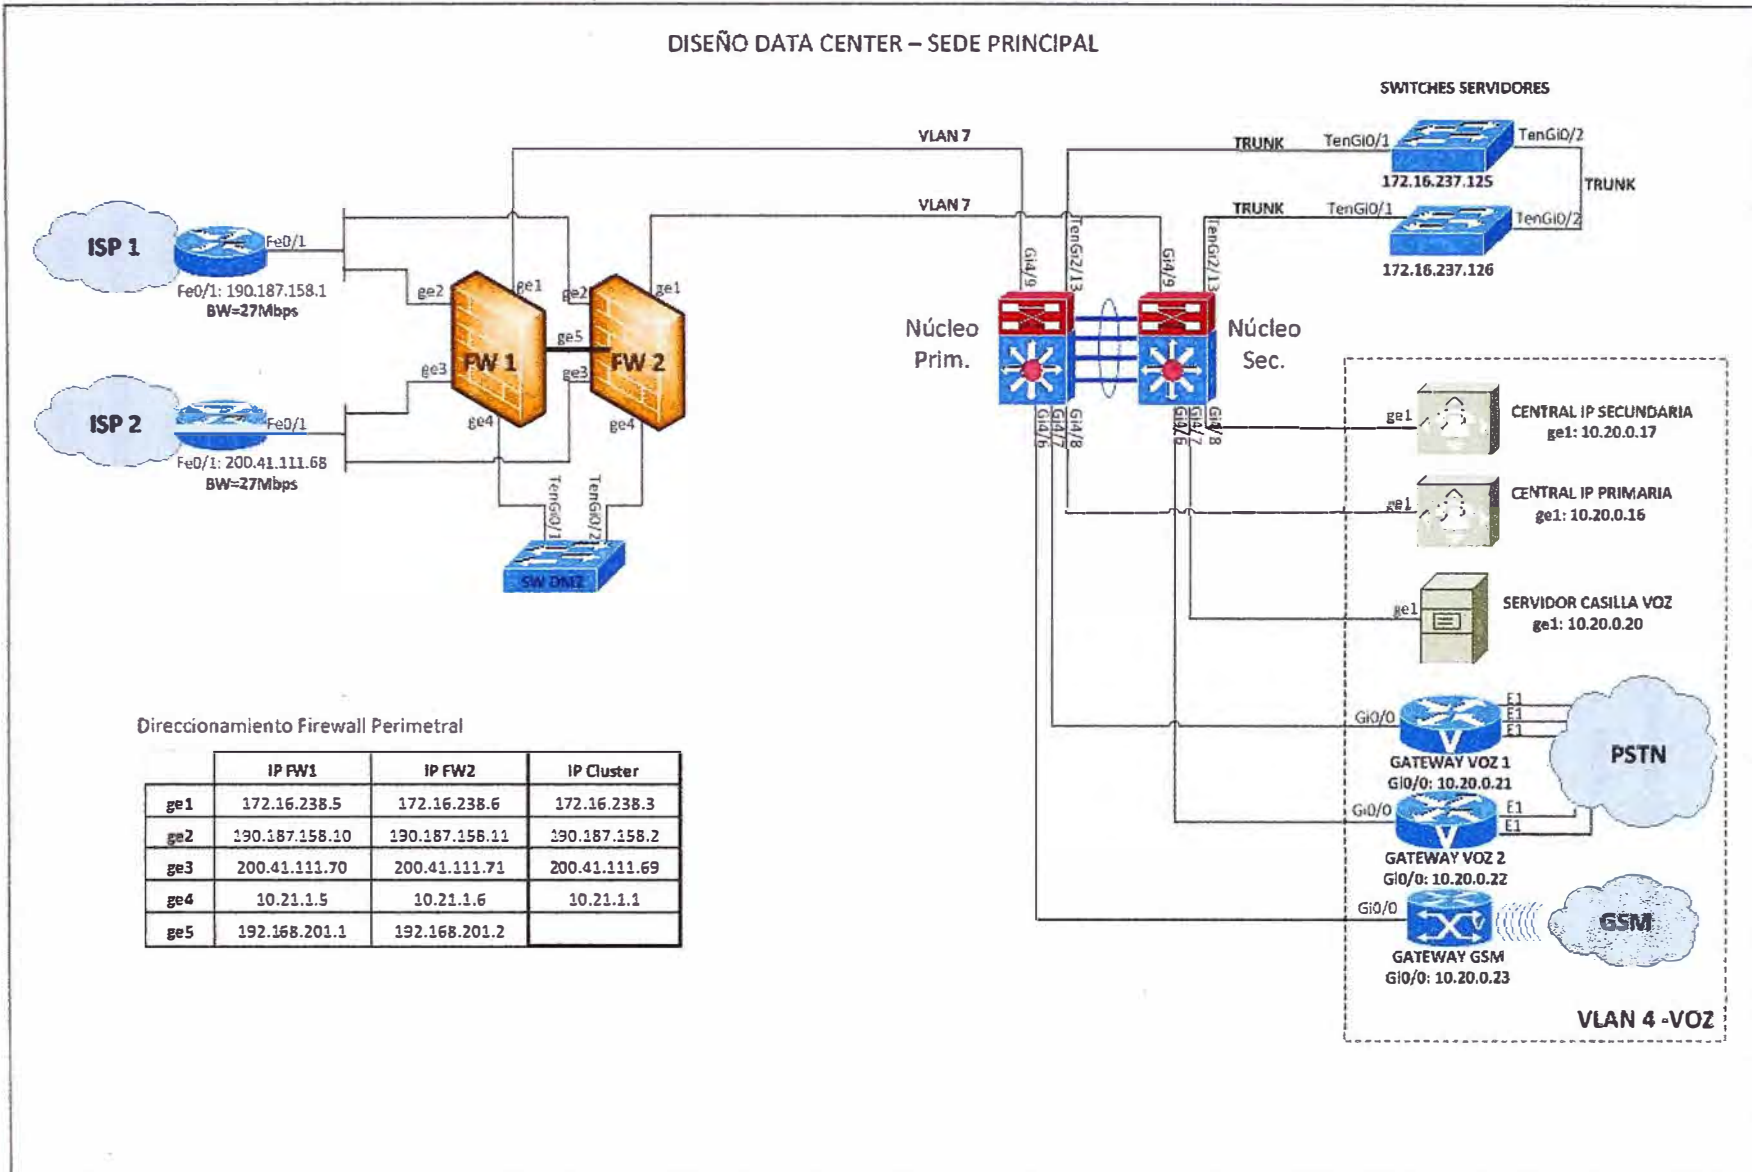 DISEÑO DATA CENTER – SEDE PRINCIPAL
SWITCHES SERVIDORES
VLAN 7
TRUNK
TenGi0/1
TenGi0/2
172.16.237.125
TRUNK
VLAN 7
TRUNK
TenGi0/1
TenGi0/2
172.16.237.126
ISP 1
Fe0/1
Fe0/1: 190.187.158.1
BW=27Mbps
ge2
ge1
ge2
ge1
ge5
FW 1
FW 2
ge3
ge3
ge4
ge4
ISP 2
Fe0/1
Fe0/1: 200.41.111.68
BW=27Mbps
TenGi0/1
TenGi0/2
SW DMZ
Gi4/9
TenGi2/13
Gi4/9
TenGi2/13
Núcleo
Prim.
Núcleo
Sec.
Gi4/6
Gi4/7
Gi4/8
Gi4/6
Gi4/7
Gi4/8
ge1
CENTRAL IP SECUNDARIA
ge1: 10.20.0.17
ge1
CENTRAL IP PRIMARIA
ge1: 10.20.0.16
ge1
SERVIDOR CASILLA VOZ
ge1: 10.20.0.20
Gi0/0
E1
E1
E1
GATEWAY VOZ 1
Gi0/0: 10.20.0.21
PSTN
Gi0/0
E1
E1
GATEWAY VOZ 2
Gi0/0: 10.20.0.22
Gi0/0
V
GSM
GATEWAY GSM
Gi0/0: 10.20.0.23
VLAN 4 -VOZ
V
V
Direccionamiento Firewall Perimetral
IP FW1 IP FW2 IP Cluster
ge1 172.16.238.5 172.16.238.6 172.16.238.3
ge2 190.187.158.10 190.187.158.11 190.187.158.2
ge3 200.41.111.70 200.41.111.71 200.41.111.69
ge4 10.21.1.5 10.21.1.6 10.21.1.1
ge5 192.168.201.1 192.168.201.2